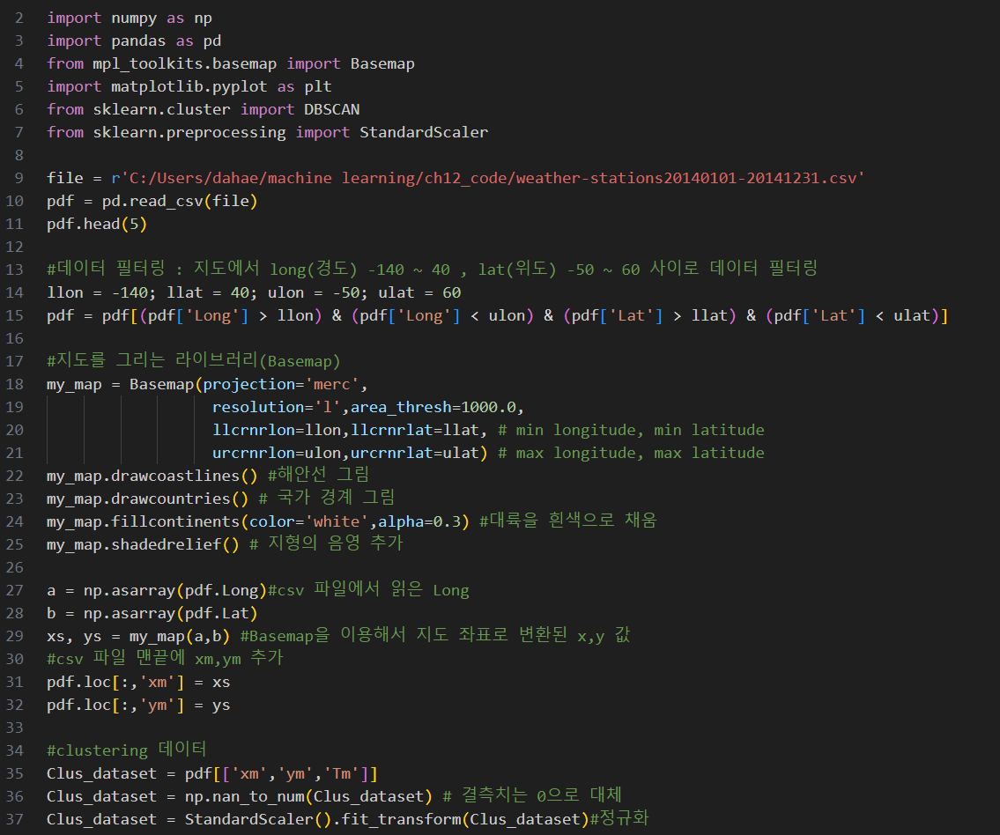 2 import numpy as np
3 import pandas as pd
4 from mpl_toolkits.basemap import Basemap
5 import matplotlib.pyplot as plt
6 from sklearn.cluster import DBSCAN
7 from sklearn.preprocessing import StandardScaler
8
9 file = r'C:/Users/dahae/machine learning/ch12_code/weather-stations20140101-20141231.csv'
10 pdf = pd.read_csv(file)
11 pdf.head(5)
12
13 #데이터 필터링 : 지도에서 long(경도) -140 ~ 40 , lat(위도) -50 ~ 60 사이로 데이터 필터링
14 llon = -140; llat = 40; ulon = -50; ulat = 60
15 pdf = pdf[(pdf['Long'] > llon) & (pdf['Long'] < ulon) & (pdf['Lat'] > llat) & (pdf['Lat'] < ulat)]
16
17 #지도를 그리는 라이브러리(Basemap)
18 my_map = Basemap(projection='merc',
19                   resolution='l',area_thresh=1000.0,
20                   llcrnrlon=llon,llcrnrlat=llat, # min longitude, min latitude
21                   urcrnrlon=ulon,urcrnrlat=ulat) # max longitude, max latitude
22 my_map.drawcoastlines() #해안선 그림
23 my_map.drawcountries() # 국가 경계 그림
24 my_map.fillcontinents(color='white',alpha=0.3) #대륙을 흰색으로 채움
25 my_map.shadedrelief() # 지형의 음영 추가
26
27 a = np.asarray(pdf.Long)#csv 파일에서 읽은 Long
28 b = np.asarray(pdf.Lat)
29 xs, ys = my_map(a,b) #Basemap을 이용해서 지도 좌표로 변환된 x,y 값
30 #csv 파일 맨끝에 xm,ym 추가
31 pdf.loc[:,'xm'] = xs
32 pdf.loc[:,'ym'] = ys
33
34 #clustering 데이터
35 Clus_dataset = pdf[['xm','ym','Tm']]
36 Clus_dataset = np.nan_to_num(Clus_dataset) # 결측치는 0으로 대체
37 Clus_dataset = StandardScaler().fit_transform(Clus_dataset)#정규화